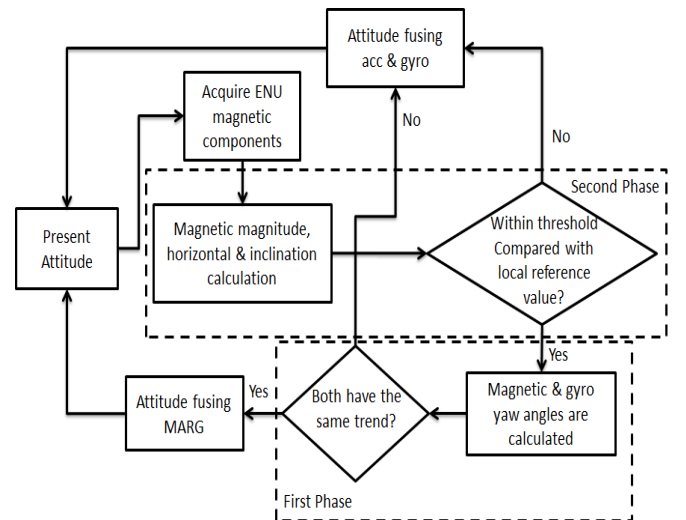 Attitude fusing
acc & gyro
Acquire ENU
magnetic
components
No
No
Second Phase
Present
Attitude
Magnetic magnitude,
horizontal & inclination
calculation
Within threshold
Compared with
local reference
value?
Yes
Both have the
same trend?
Magnetic & gyro
yaw angles are
calculated
Yes
Attitude fusing
MARG
First Phase